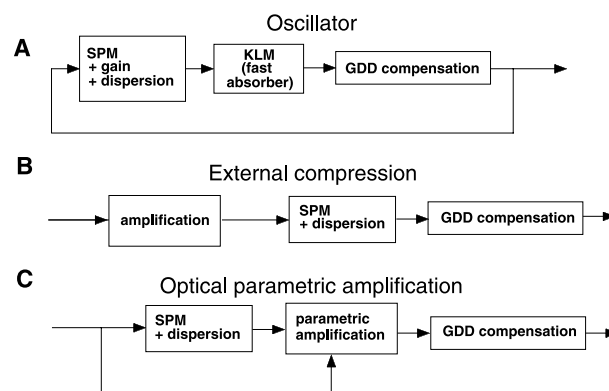 Oscillator
A
SPM
+ gain
+ dispersion
KLM
(fast
absorber)
GDD compensation
B
External compression
amplification
SPM
+ dispersion
GDD compensation
C
Optical parametric amplification
SPM
+ dispersion
parametric
amplification
GDD compensation